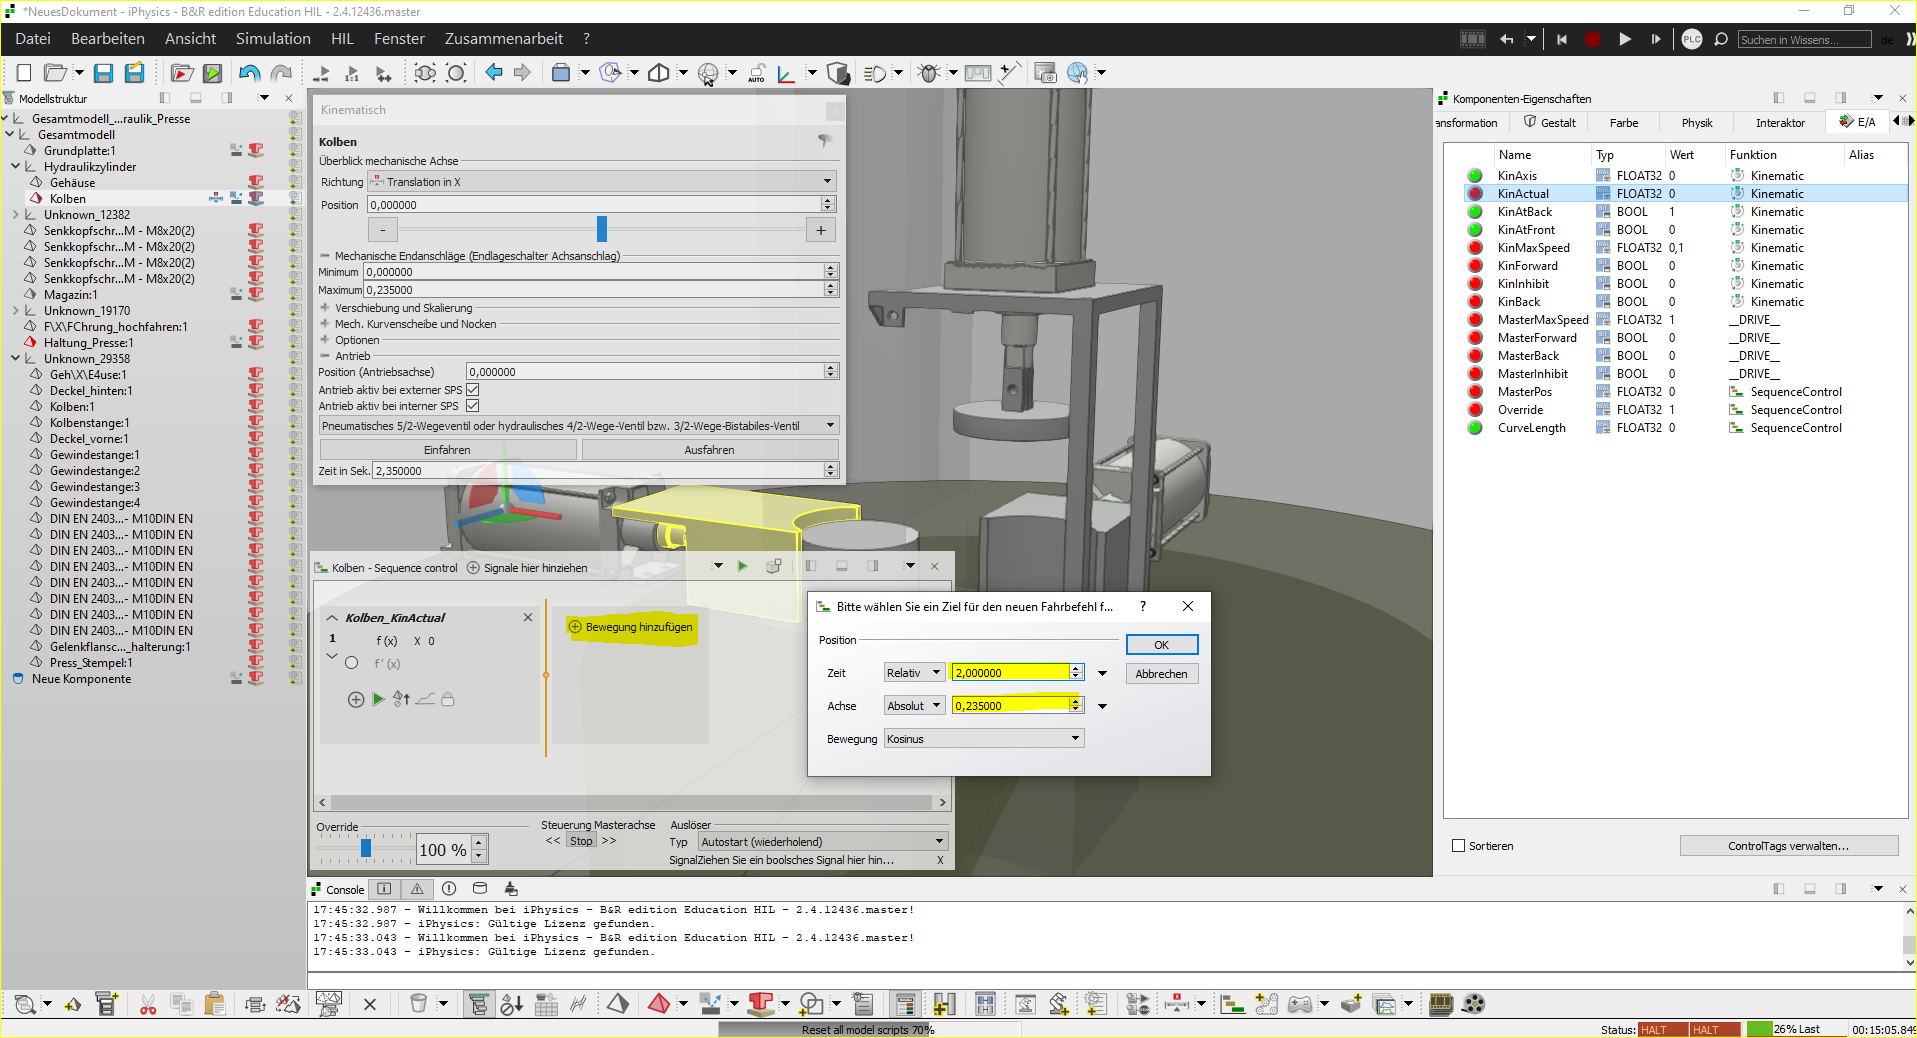 *NeuesDokument - iPhysics - B&R edition Education HIL - 2.4.12436.master
Datei Bearbeiten Ansicht Simulation HIL Fenster Zusammenarbeit ?
PLC Suchen in Wissens... de
1:1 AUTO
Modellstruktur
Gesamtmodell_...raulik_Presse
Gesamtmodell
Grundplatte:1
Hydraulikzylinder
Gehäuse
Kolben
Unknown_12382
Senkkopfschr...M - M8x20(2)
Senkkopfschr...M - M8x20(2)
Senkkopfschr...M - M8x20(2)
Senkkopfschr...M - M8x20(2)
Magazin:1
Unknown_19170
F\X\FChrung_hochfahren:1
Haltung_Presse:1
Unknown_29358
Geh\X\E4use:1
Deckel_hinten:1
Kolben:1
Kolbenstange:1
Deckel_vorne:1
Gewindestange:1
Gewindestange:2
Gewindestange:3
Gewindestange:4
DIN EN 2403...- M10DIN EN
DIN EN 2403...- M10DIN EN
DIN EN 2403...- M10DIN EN
DIN EN 2403...- M10DIN EN
DIN EN 2403...- M10DIN EN
DIN EN 2403...- M10DIN EN
DIN EN 2403...- M10DIN EN
DIN EN 2403...- M10DIN EN
Gelenkflansc..._halterung:1
Press_Stempel:1
Neue Komponente
Kinematisch
Kolben
Überblick mechanische Achse
Richtung Translation in X
Position 0,000000
- +
Mechanische Endanschläge (Endlageschalter Achsanschlag)
Minimum 0,000000
Maximum 0,235000
Verschiebung und Skalierung
Mech. Kurvenscheibe und Nocken
Optionen
Antrieb
Position (Antriebsachse) 0,000000
Antrieb aktiv bei externer SPS
Antrieb aktiv bei interner SPS
Pneumatisches 5/2-Wegeventil oder hydraulisches 4/2-Wege-Ventil bzw. 3/2-Wege-Bistabiles-Ventil
Einfahren Ausfahren
Zeit in Sek. 2,350000
Kolben - Sequence control Signale hier hinziehen
Kolben_KinActual
1 f(x) X 0
f'(x)
Bewegung hinzufügen
Override
100 %
Steuerung Masterachse
<< Stop >>
Auslöser
Typ Autostart (wiederholend)
SignalZiehen Sie ein boolsches Signal hier hin... X
Bitte wählen Sie ein Ziel für den neuen Fahrbefehl f... ?
Position
OK
Zeit Relativ 2,000000
Abbrechen
Achse Absolut 0,235000
Bewegung Kosinus
Komponenten-Eigenschaften
ansformation Gestalt Farbe Physik Interaktor E/A
Name Typ Wert Funktion Alias
KinAxis FLOAT32 0 Kinematic
KinActual FLOAT32 0 Kinematic
KinAtBack BOOL 1 Kinematic
KinAtFront BOOL 0 Kinematic
KinMaxSpeed FLOAT32 0,1 Kinematic
KinForward BOOL 0 Kinematic
KinInhibit BOOL 0 Kinematic
KinBack BOOL 0 Kinematic
MasterMaxSpeed FLOAT32 1 __DRIVE__
MasterForward BOOL 0 __DRIVE__
MasterBack BOOL 0 __DRIVE__
MasterInhibit BOOL 0 __DRIVE__
MasterPos FLOAT32 0 SequenceControl
Override FLOAT32 1 SequenceControl
CurveLength FLOAT32 0 SequenceControl
Sortieren ControlTags verwalten...
Console
17:45:32.987 - Willkommen bei iPhysics - B&R edition Education HIL - 2.4.12436.master!
17:45:32.987 - iPhysics: Gültige Lizenz gefunden.
17:45:33.043 - Willkommen bei iPhysics - B&R edition Education HIL - 2.4.12436.master!
17:45:33.043 - iPhysics: Gültige Lizenz gefunden.
Reset all model scripts 70%
Status: HALT HALT 26% Last 00:15:05.849